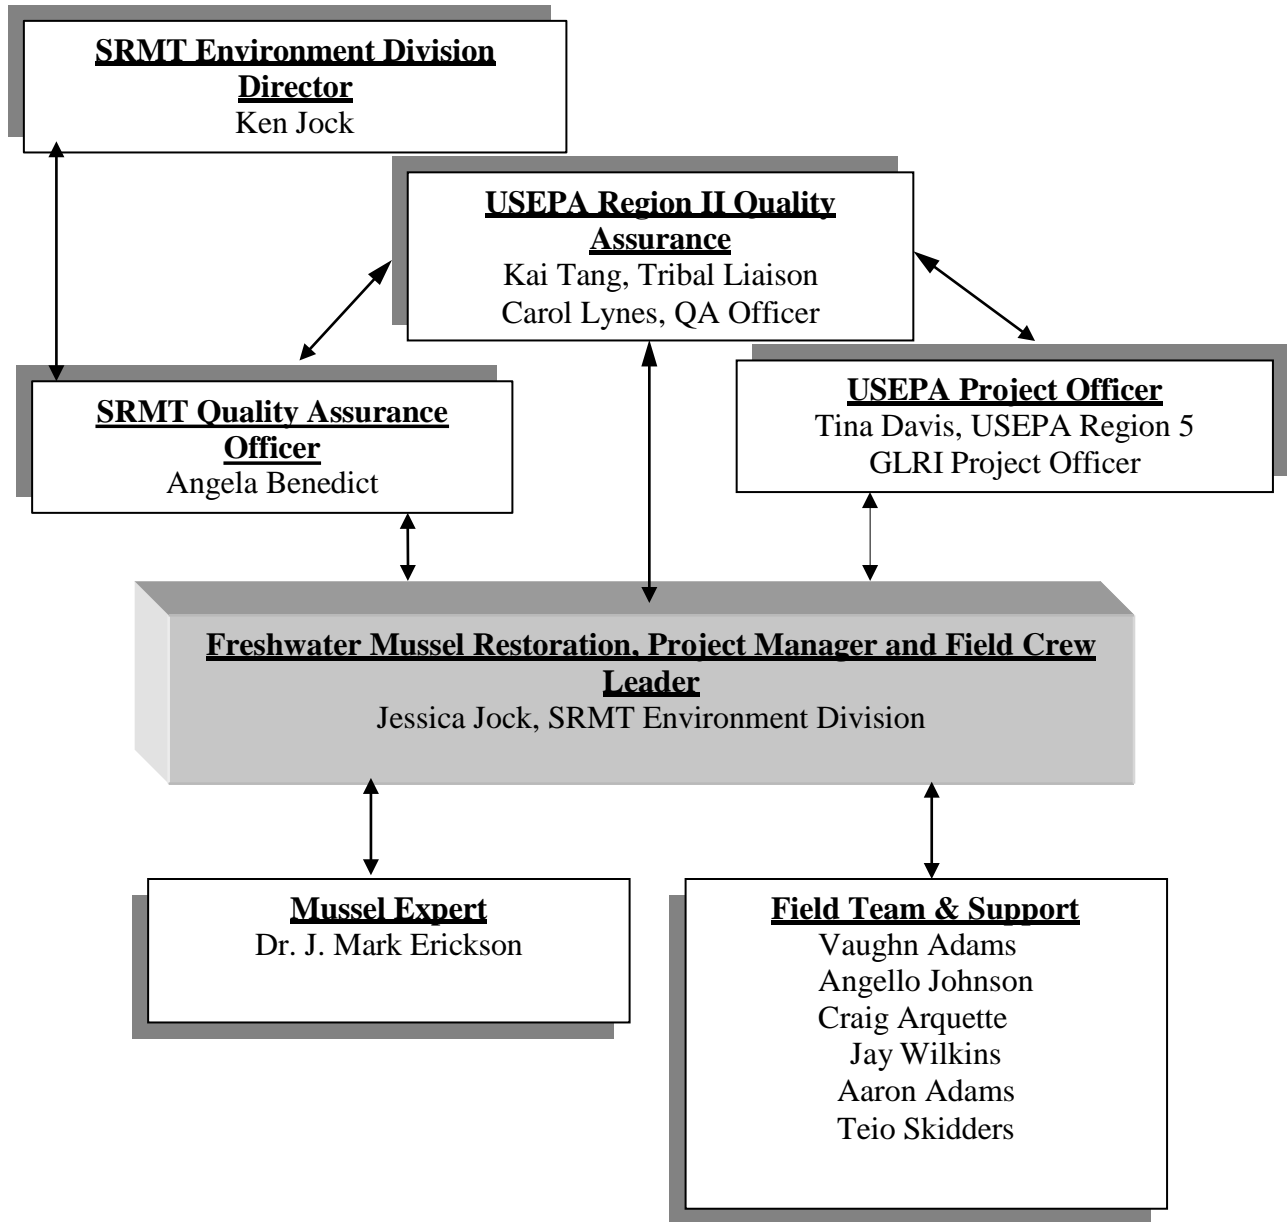 SRMT Environment Division
Director
Ken Jock
USEPA Region II Quality
Assurance
Kai Tang, Tribal Liaison
Carol Lynes, QA Officer
SRMT Quality Assurance
Officer
Angela Benedict
USEPA Project Officer
Tina Davis, USEPA Region 5
GLRI Project Officer
Freshwater Mussel Restoration, Project Manager and Field Crew
Leader
Jessica Jock, SRMT Environment Division
Mussel Expert
Dr. J. Mark Erickson
Field Team & Support
Vaughn Adams
Angello Johnson
Craig Arquette
Jay Wilkins
Aaron Adams
Teio Skidders